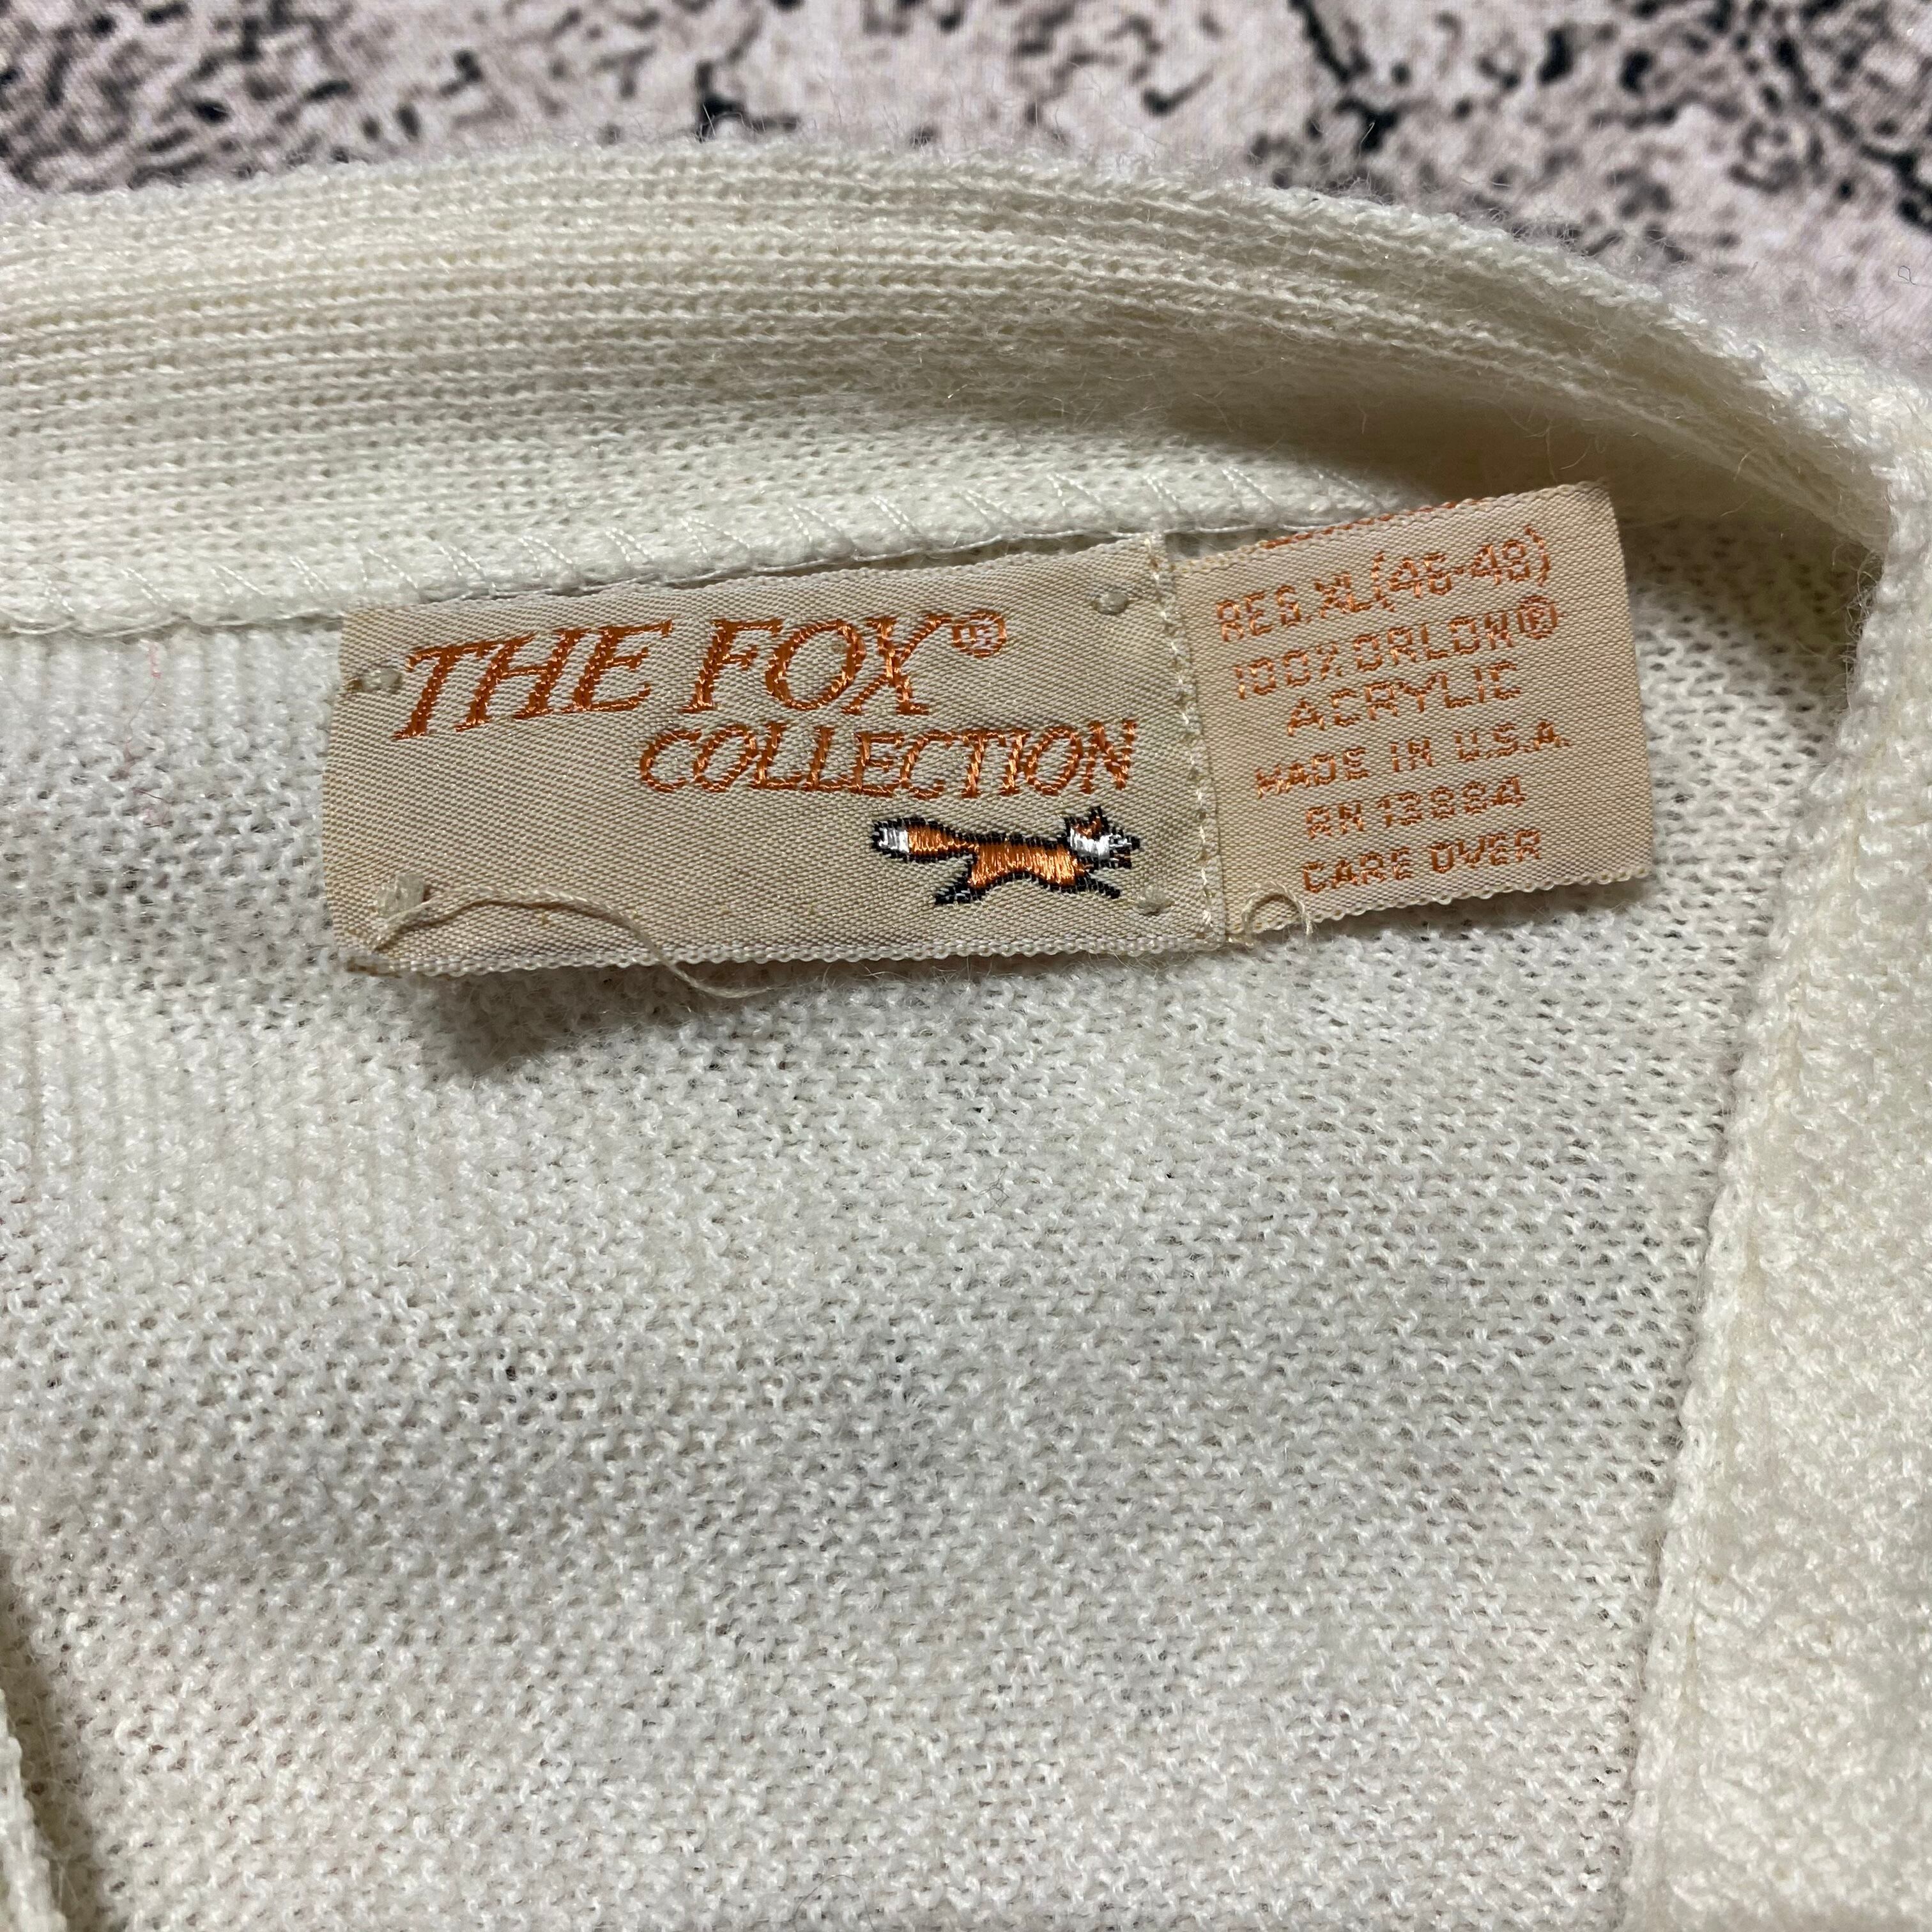 THE FOX®
COLLECTION
REG. XL (46-48)
100% ORLON®
ACRYLIC
MADE IN U.S.A.
RN 13884
CARE OVER